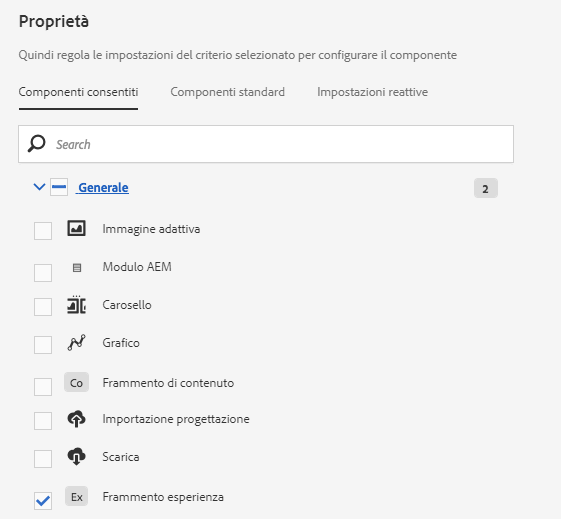 Proprietà
Quindi regola le impostazioni del criterio selezionato per configurare il componente
Componenti consentiti Componenti standard Impostazioni reattive
Search
Generale 2
Immagine adattiva
Modulo AEM
Carosello
Grafico
Co Frammento di contenuto
Importazione progettazione
Scarica
Ex Frammento esperienza